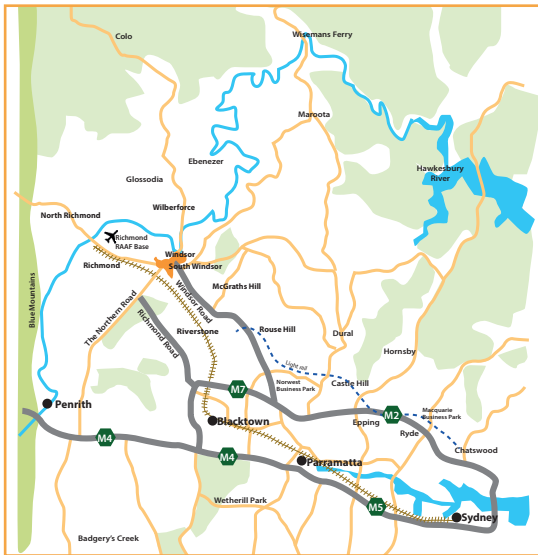 Colo
Wisemans Ferry
Maroota
Ebenezer
Hawkesbury
River
Glossodia
Wilberforce
North Richmond
Richmond
RAAF Base
Windsor
South Windsor
Richmond
McGraths Hill
Blue Mountains
The Northern Road
Richmond Road
Windsor Road
Riverstone
Rouse Hill
Dural
Hornsby
Light rail
Norwest
Business Park
Castle Hill
M7
M2
Macquarie
Business Park
Penrith
Blacktown
Epping
Ryde
Chatswood
M4
M4
Parramatta
Wetherill Park
M5
Sydney
Badgery's Creek